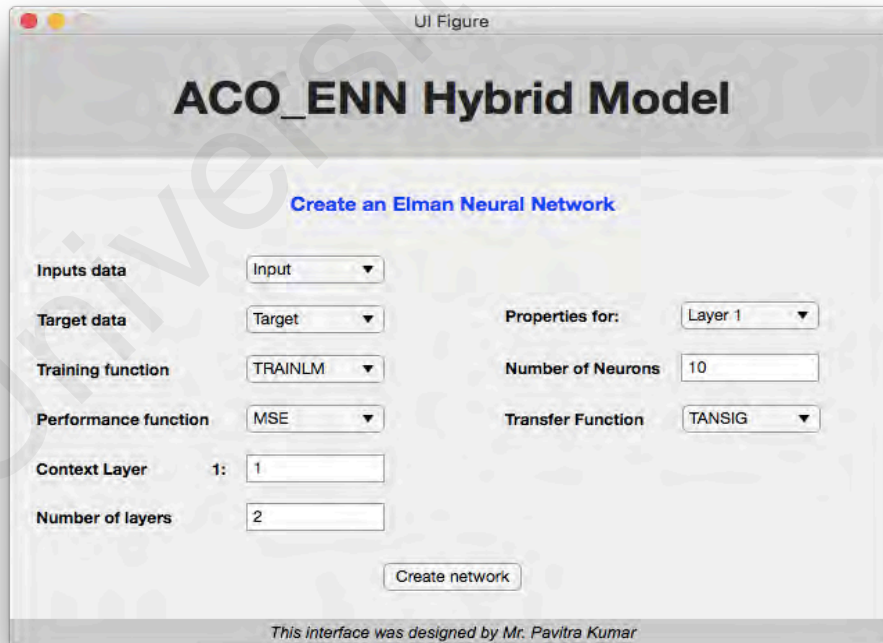 UI Figure
ACO_ENN Hybrid Model
Create an Elman Neural Network
Inputs data Input
Target data Target
Training function TRAINLM
Performance function MSE
Context Layer 1: 1
Number of layers 2
Properties for: Layer 1
Number of Neurons 10
Transfer Function TANSIG
Create network
This interface was designed by Mr. Pavitra Kumar
Universi